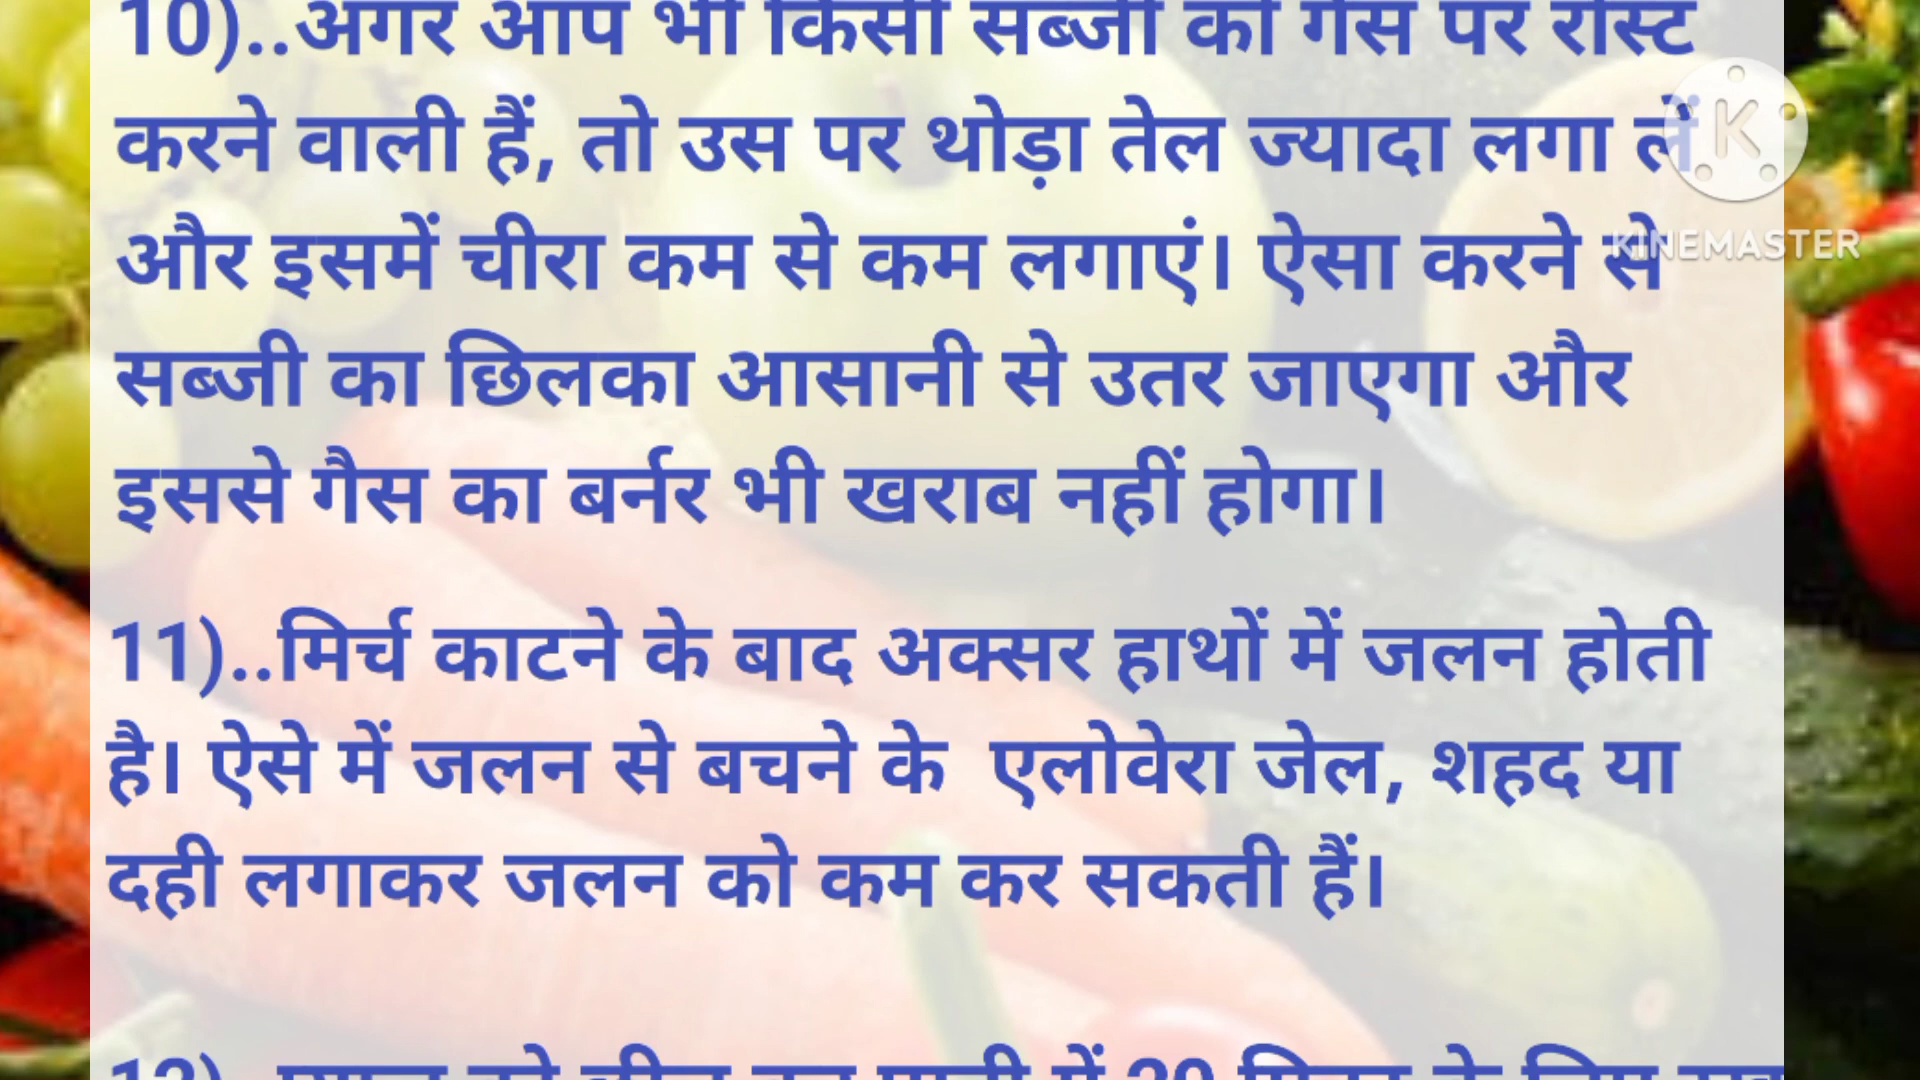 10)..अगर आप भी किसी सब्जी को गैस पर रोस्ट
करने वाली हैं, तो उस पर थोड़ा तेल ज्यादा लगा लें
और इसमें चीरा कम से कम लगाएं। ऐसा करने से
सब्जी का छिलका आसानी से उतर जाएगा और
इससे गैस का बर्नर भी खराब नहीं होगा।
11)..मिर्च काटने के बाद अक्सर हाथों में जलन होती
है। ऐसे में जलन से बचने के  एलोवेरा जेल, शहद या
दही लगाकर जलन को कम कर सकती हैं।
K
KINEMASTER